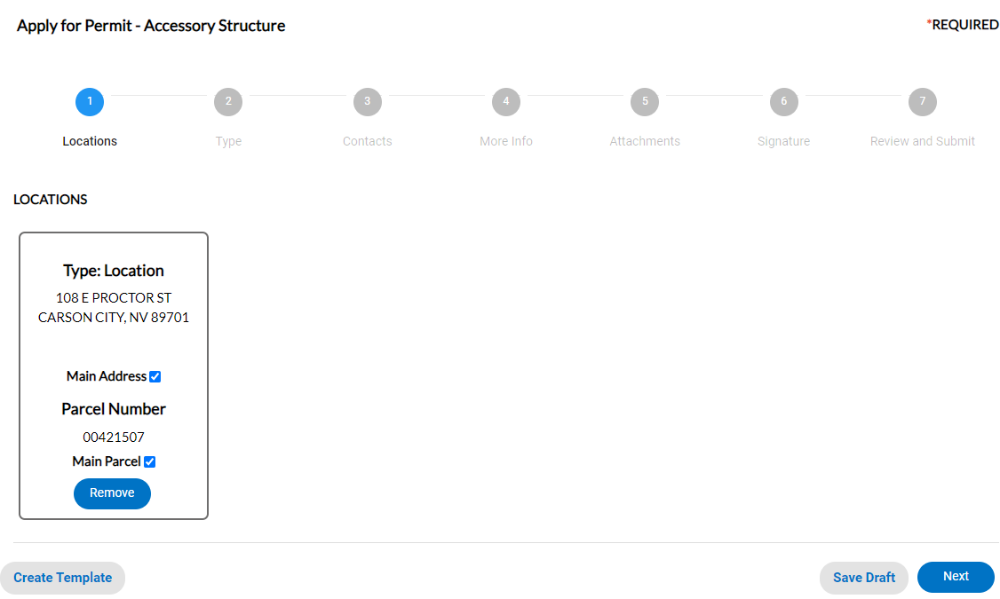 Apply for Permit - Accessory Structure
*REQUIRED
1
2
3
4
5
6
7
Locations
Type
Contacts
More Info
Attachments
Signature
Review and Submit
LOCATIONS
Type: Location
108 E PROCTOR ST
CARSON CITY, NV 89701
Main Address
Parcel Number
00421507
Main Parcel
Remove
Create Template
Save Draft
Next